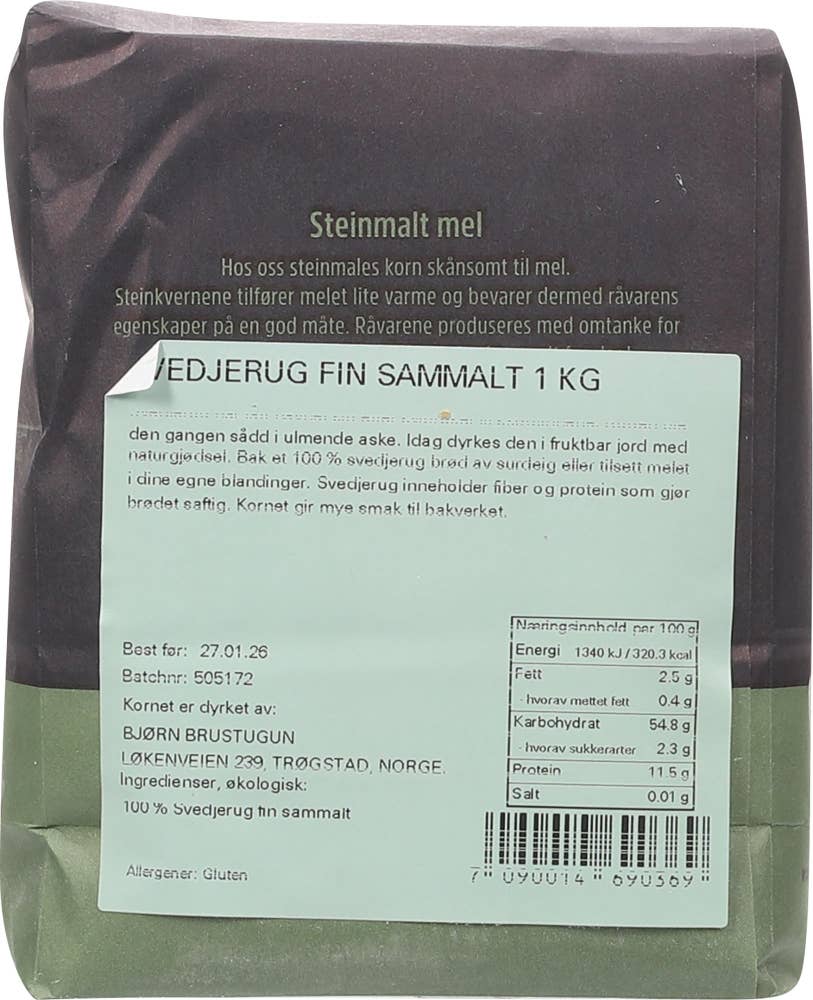 Steinmalt mel
Hos oss steinmales korn skånsomt til mel.
Steinkvernene tilfører melet lite varme og bevarer dermed råvarens
egenskaper på en god måte. Råvarene produseres med omtanke for
VEDJERUG FIN SAMMALT 1 KG
den gangen sådd i ulmende aske. Idag dyrkes den i fruktbar jord med
naturgjødsel. Bak et 100 % svedjerug brød av surdeig eller tilsett melet
i dine egne blandinger. Svedjerug inneholder fiber og protein som gjør
brødet saftig. Kornet gir mye smak til bakverket.
Best før: 27.01.26
Batchnr: 505172
Kornet er dyrket av:
BJØRN BRUSTUGUN
LØKENVEIEN 239, TRØGSTAD, NORGE.
Ingredienser, økologisk:
100 % Svedjerug fin sammalt
Allergener: Gluten
Næringsinnhold per 100 g
Energi 1340 kJ / 320.3 kcal
Fett 2.5 g
- hvorav mettet fett 0.4 g
Karbohydrat 54.8 g
- hvorav sukkerarter 2.3 g
Protein 11.5 g
Salt 0.01 g
7 090014 690369